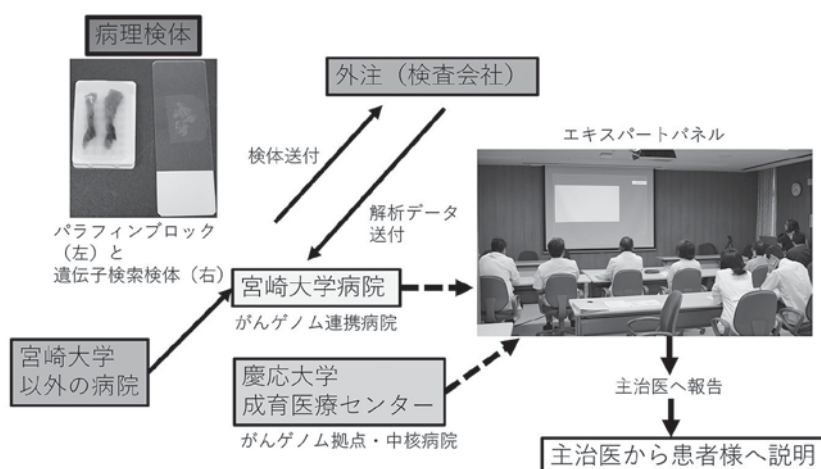 病理検体
外注（検査会社）
エキスパートパネル
検体送付
解析データ
送付
パラフィンブロック
（左）と
遺伝子検索検体（右）
宮崎大学病院
がんゲノム連携病院
宮崎大学
以外の病院
慶応大学
成育医療センター
がんゲノム拠点・中核病院
主治医へ報告
主治医から患者様へ説明